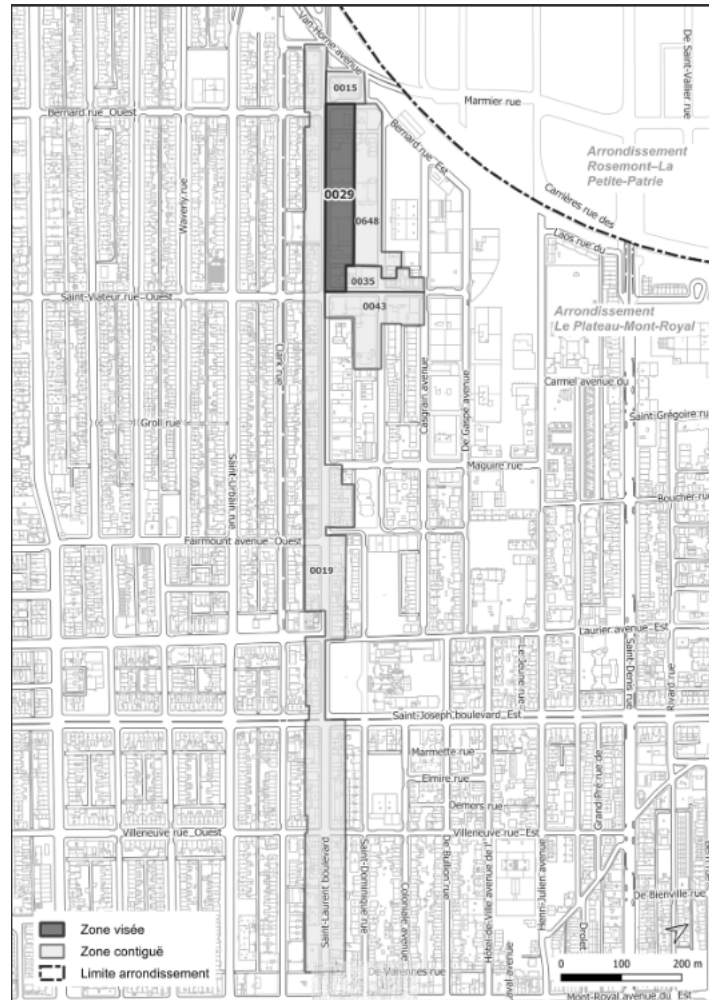 Van Horne avenue
De Saint-Vallier rue
0015
Marmier rue
Bernard rue Ouest
Bernard rue Est
Arrondissement
Rosemont–La
Petite-Patrie
Carrières rue des
Waverly rue
0029
0648
Laos rue du
0035
Saint-Viateur rue Ouest
0043
Arrondissement
Le Plateau-Mont-Royal
Clark rue
Casgrain avenue
De Gaspé avenue
Carmel avenue du
Groll rue
Saint-Grégoire rue
Saint-Urbain rue
Maguire rue
Boucher rue
Fairmount avenue Ouest
0019
Laurier avenue Est
Le Jeune rue
Saint-Denis rue
Rivard rue
Saint-Joseph boulevard Est
Marmette rue
Elmire rue
Demers rue
Grand-Pré rue de
Villeneuve rue Ouest
Villeneuve rue Est
Saint-Laurent boulevard
Saint-Dominique rue
Coloniale avenue
De Bullion rue
Hôtel-de-Ville avenue de l'
Henri-Julien avenue
Drolet
De Bienville rue
De Varennes rue
Mont-Royal avenue du Est
Zone visée
Zone contiguë
Limite arrondissement
0 100 200 m